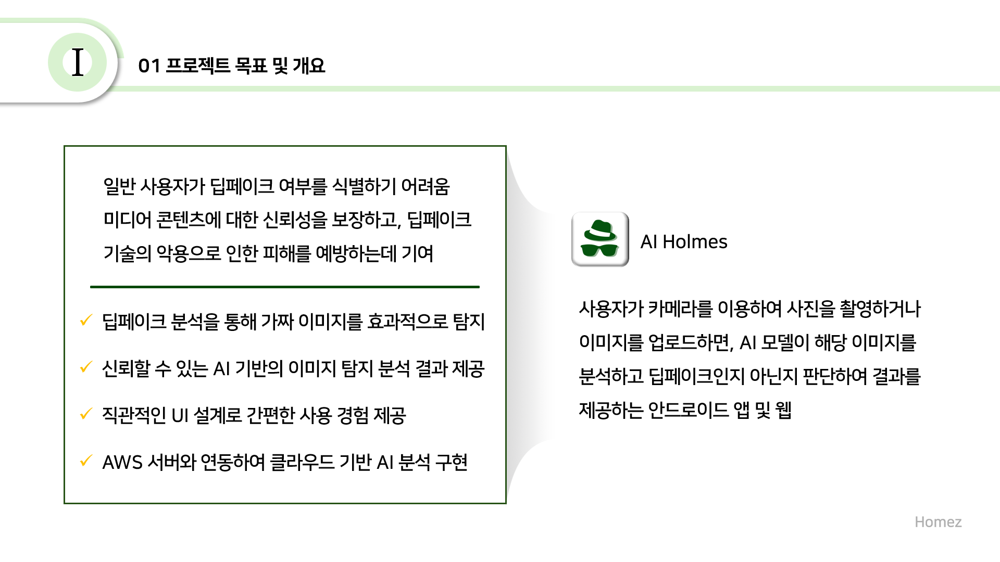 I
01 프로젝트 목표 및 개요
일반 사용자가 딥페이크 여부를 식별하기 어려움
미디어 콘텐츠에 대한 신뢰성을 보장하고, 딥페이크
기술의 악용으로 인한 피해를 예방하는데 기여
딥페이크 분석을 통해 가짜 이미지를 효과적으로 탐지
신뢰할 수 있는 AI 기반의 이미지 탐지 분석 결과 제공
직관적인 UI 설계로 간편한 사용 경험 제공
AWS 서버와 연동하여 클라우드 기반 AI 분석 구현
AI Holmes
사용자가 카메라를 이용하여 사진을 촬영하거나
이미지를 업로드하면, AI 모델이 해당 이미지를
분석하고 딥페이크인지 아닌지 판단하여 결과를
제공하는 안드로이드 앱 및 웹
Homez